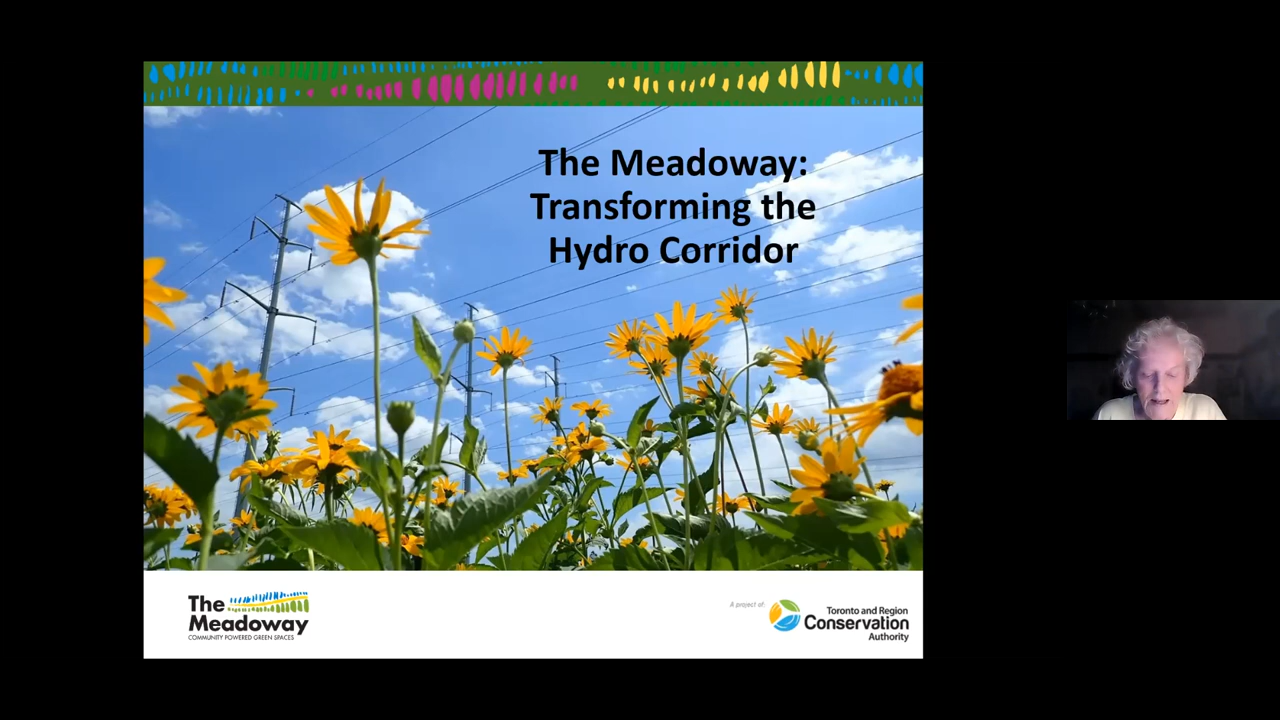 The Meadoway:
Transforming the
Hydro Corridor
The
Meadoway
COMMUNITY POWERED GREEN SPACES
A project of:
Toronto and Region
Conservation
Authority